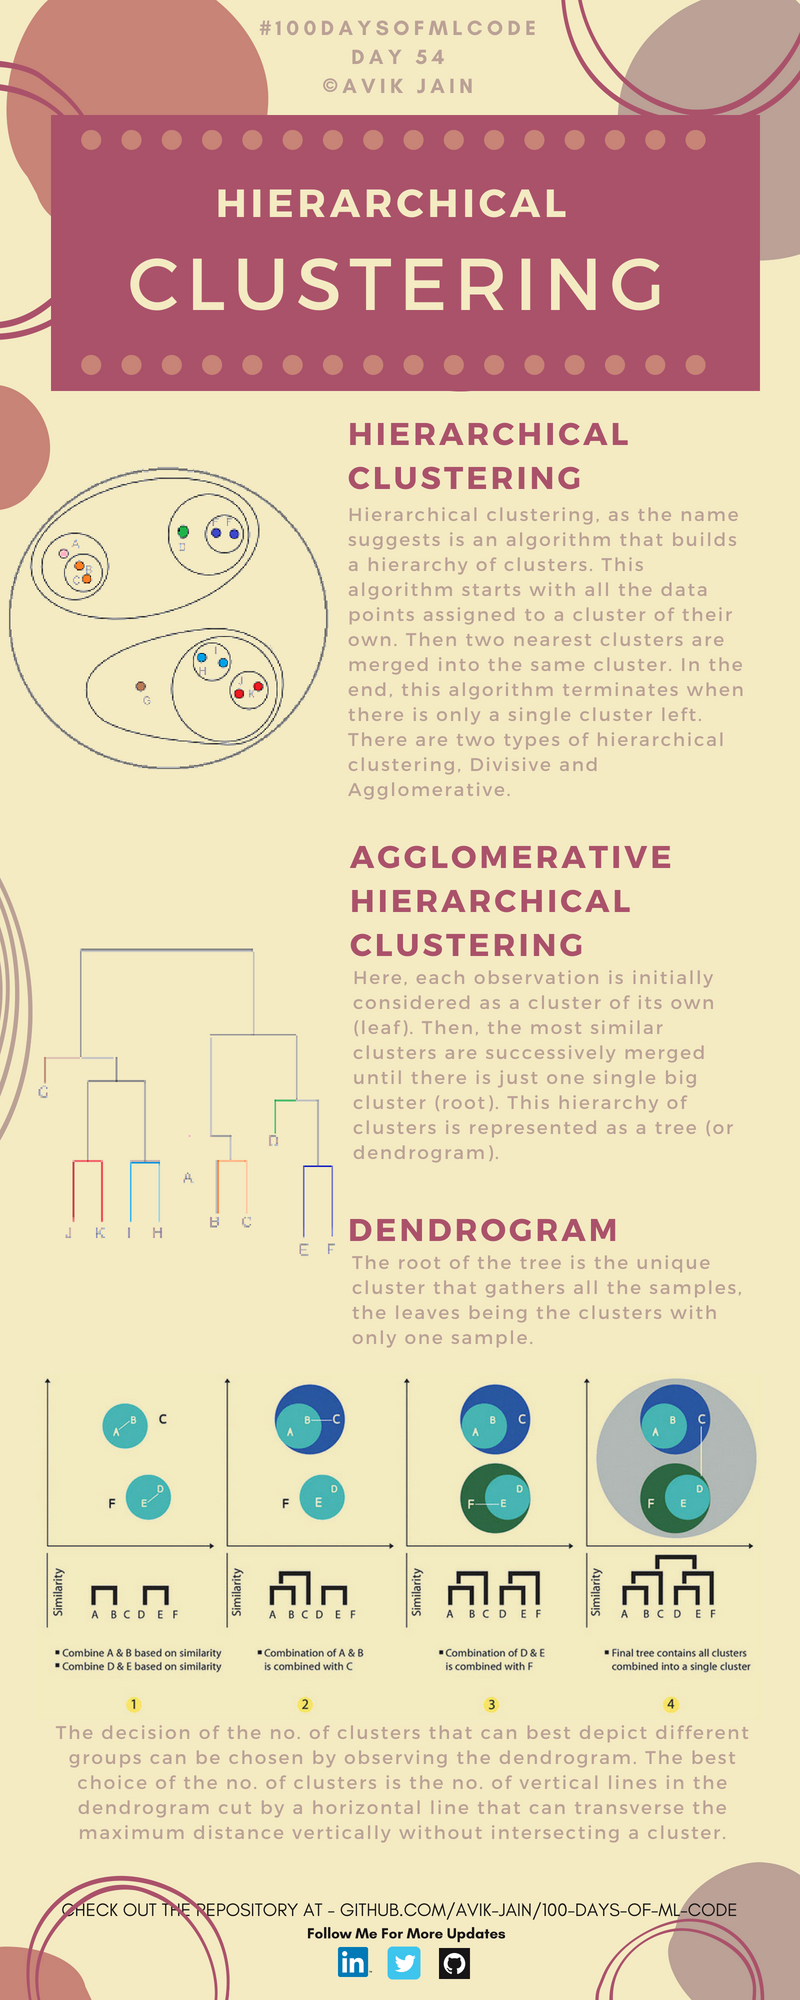 #100DAYSOFMLCODE
DAY 54
©AVIK JAIN
HIERARCHICAL
CLUSTERING
HIERARCHICAL
CLUSTERING
Hierarchical clustering, as the name
suggests is an algorithm that builds
a hierarchy of clusters. This
algorithm starts with all the data
points assigned to a cluster of their
own. Then two nearest clusters are
merged into the same cluster. In the
end, this algorithm terminates when
there is only a single cluster left.
There are two types of hierarchical
clustering, Divisive and
Agglomerative.
A
B
C
D
F
I
H
J
K
G
AGGLOMERATIVE
HIERARCHICAL
CLUSTERING
Here, each observation is initially
considered as a cluster of its own
(leaf). Then, the most similar
clusters are successively merged
until there is just one single big
cluster (root). This hierarchy of
clusters is represented as a tree (or
dendrogram).
G
D
A
J K I H B C
E F
DENDROGRAM
The root of the tree is the unique
cluster that gathers all the samples,
the leaves being the clusters with
only one sample.
A B C
F E D
Similarity
A B C D E F
▪ Combine A & B based on similarity
▪ Combine D & E based on similarity
1
A B C
F E D
Similarity
A B C D E F
▪ Combination of A & B
is combined with C
2
A B C
F E D
Similarity
A B C D E F
▪ Combination of D & E
is combined with F
3
A B C
F E D
Similarity
A B C D E F
▪ Final tree contains all clusters
combined into a single cluster
4
The decision of the no. of clusters that can best depict different
groups can be chosen by observing the dendrogram. The best
choice of the no. of clusters is the no. of vertical lines in the
dendrogram cut by a horizontal line that can transverse the
maximum distance vertically without intersecting a cluster.
CHECK OUT THE REPOSITORY AT - GITHUB.COM/AVIK-JAIN/100-DAYS-OF-ML-CODE
Follow Me For More Updates
in